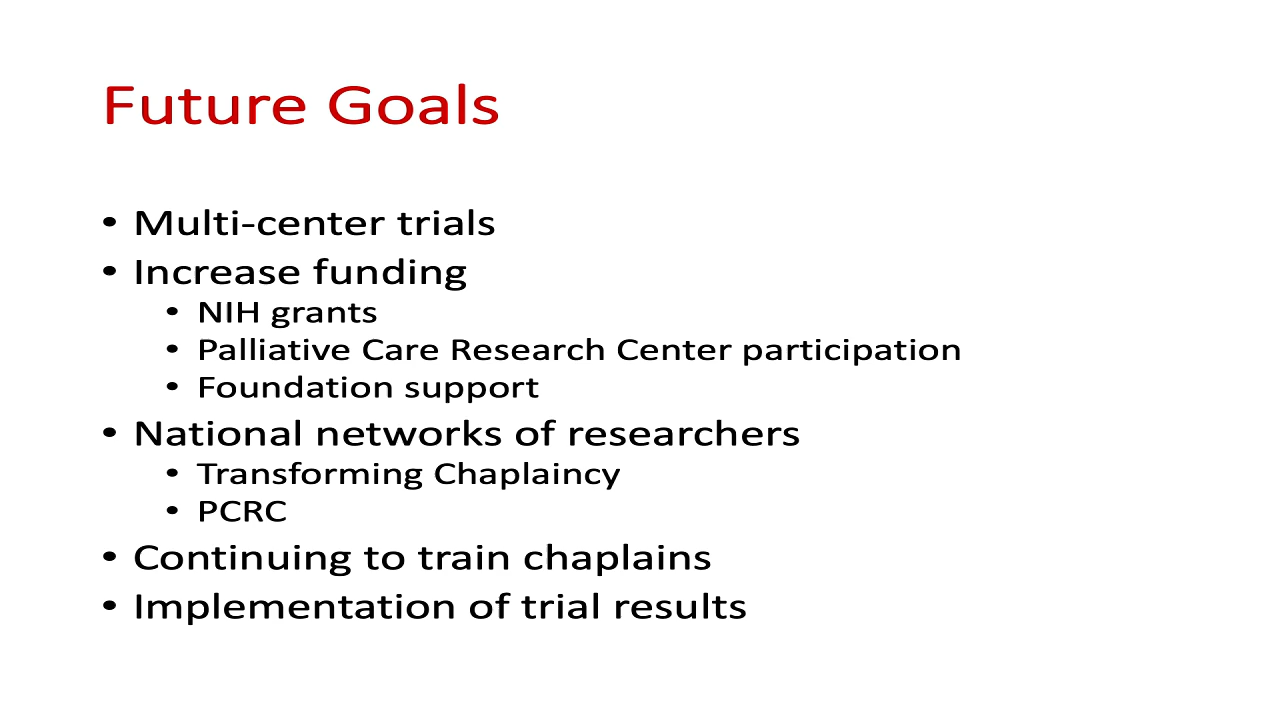 Future Goals
• Multi-center trials
• Increase funding
• NIH grants
• Palliative Care Research Center participation
• Foundation support
• National networks of researchers
• Transforming Chaplaincy
• PCRC
• Continuing to train chaplains
• Implementation of trial results